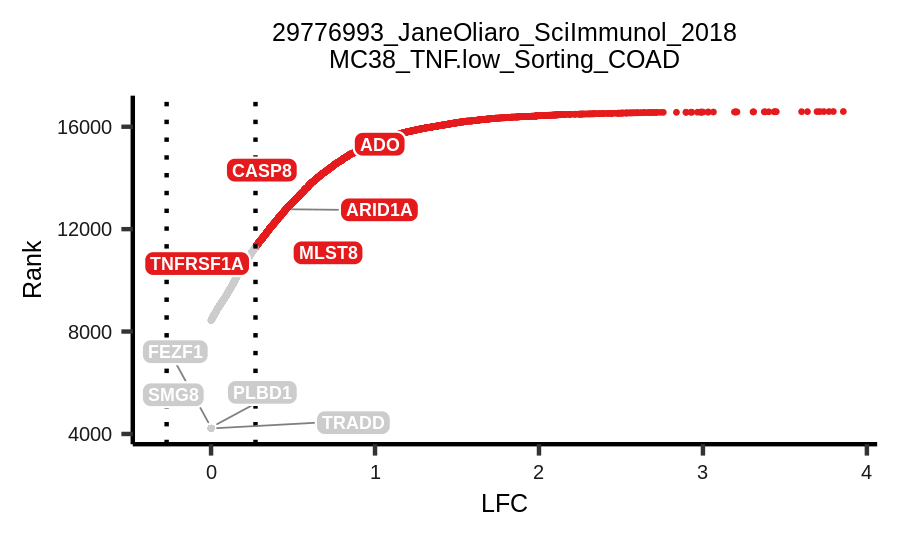 29776993_JaneOliaro_SciImmunol_2018
MC38_TNF.low_Sorting_COAD
16000
ADO
CASP8
ARID1A
12000
MLST8
TNFRSF1A
Rank
8000
FEZF1
SMG8
PLBD1
TRADD
4000
0 1 2 3 4
LFC